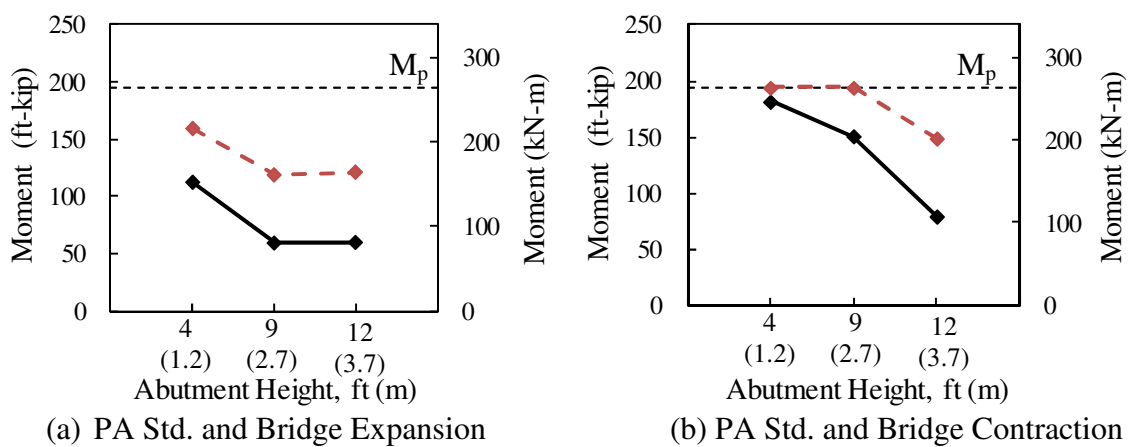 250
200
150
100
50
0
Moment (ft-kip)
M_p
300
200
100
0
Moment (kN-m)
4 9 12
(1.2) (2.7) (3.7)
Abutment Height, ft (m)
(a) PA Std. and Bridge Expansion
250
200
150
100
50
0
Moment (ft-kip)
M_p
300
200
100
0
Moment (kN-m)
4 9 12
(1.2) (2.7) (3.7)
Abutment Height, ft (m)
(b) PA Std. and Bridge Contraction